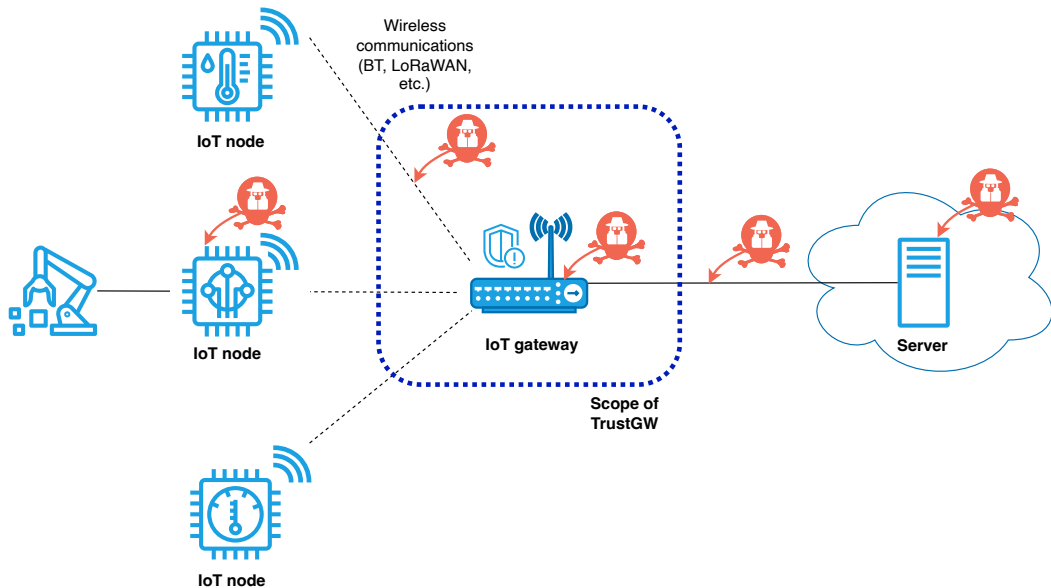 Wireless
communications
(BT, LoRaWAN,
etc.)
IoT node
IoT node
IoT gateway
Server
Scope of
TrustGW
IoT node